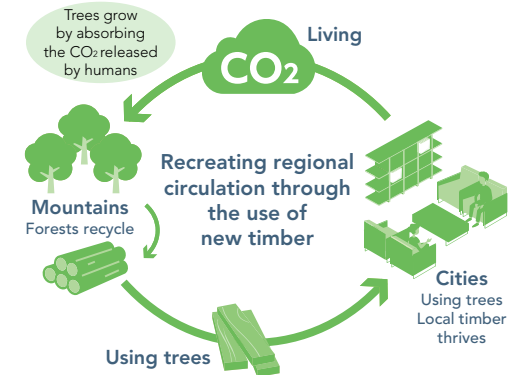 Trees grow
by absorbing
the CO2 released
by humans
Living
CO2
Recreating regional
circulation through
the use of
new timber
Mountains
Forests recycle
Cities
Using trees
Local timber
thrives
Using trees